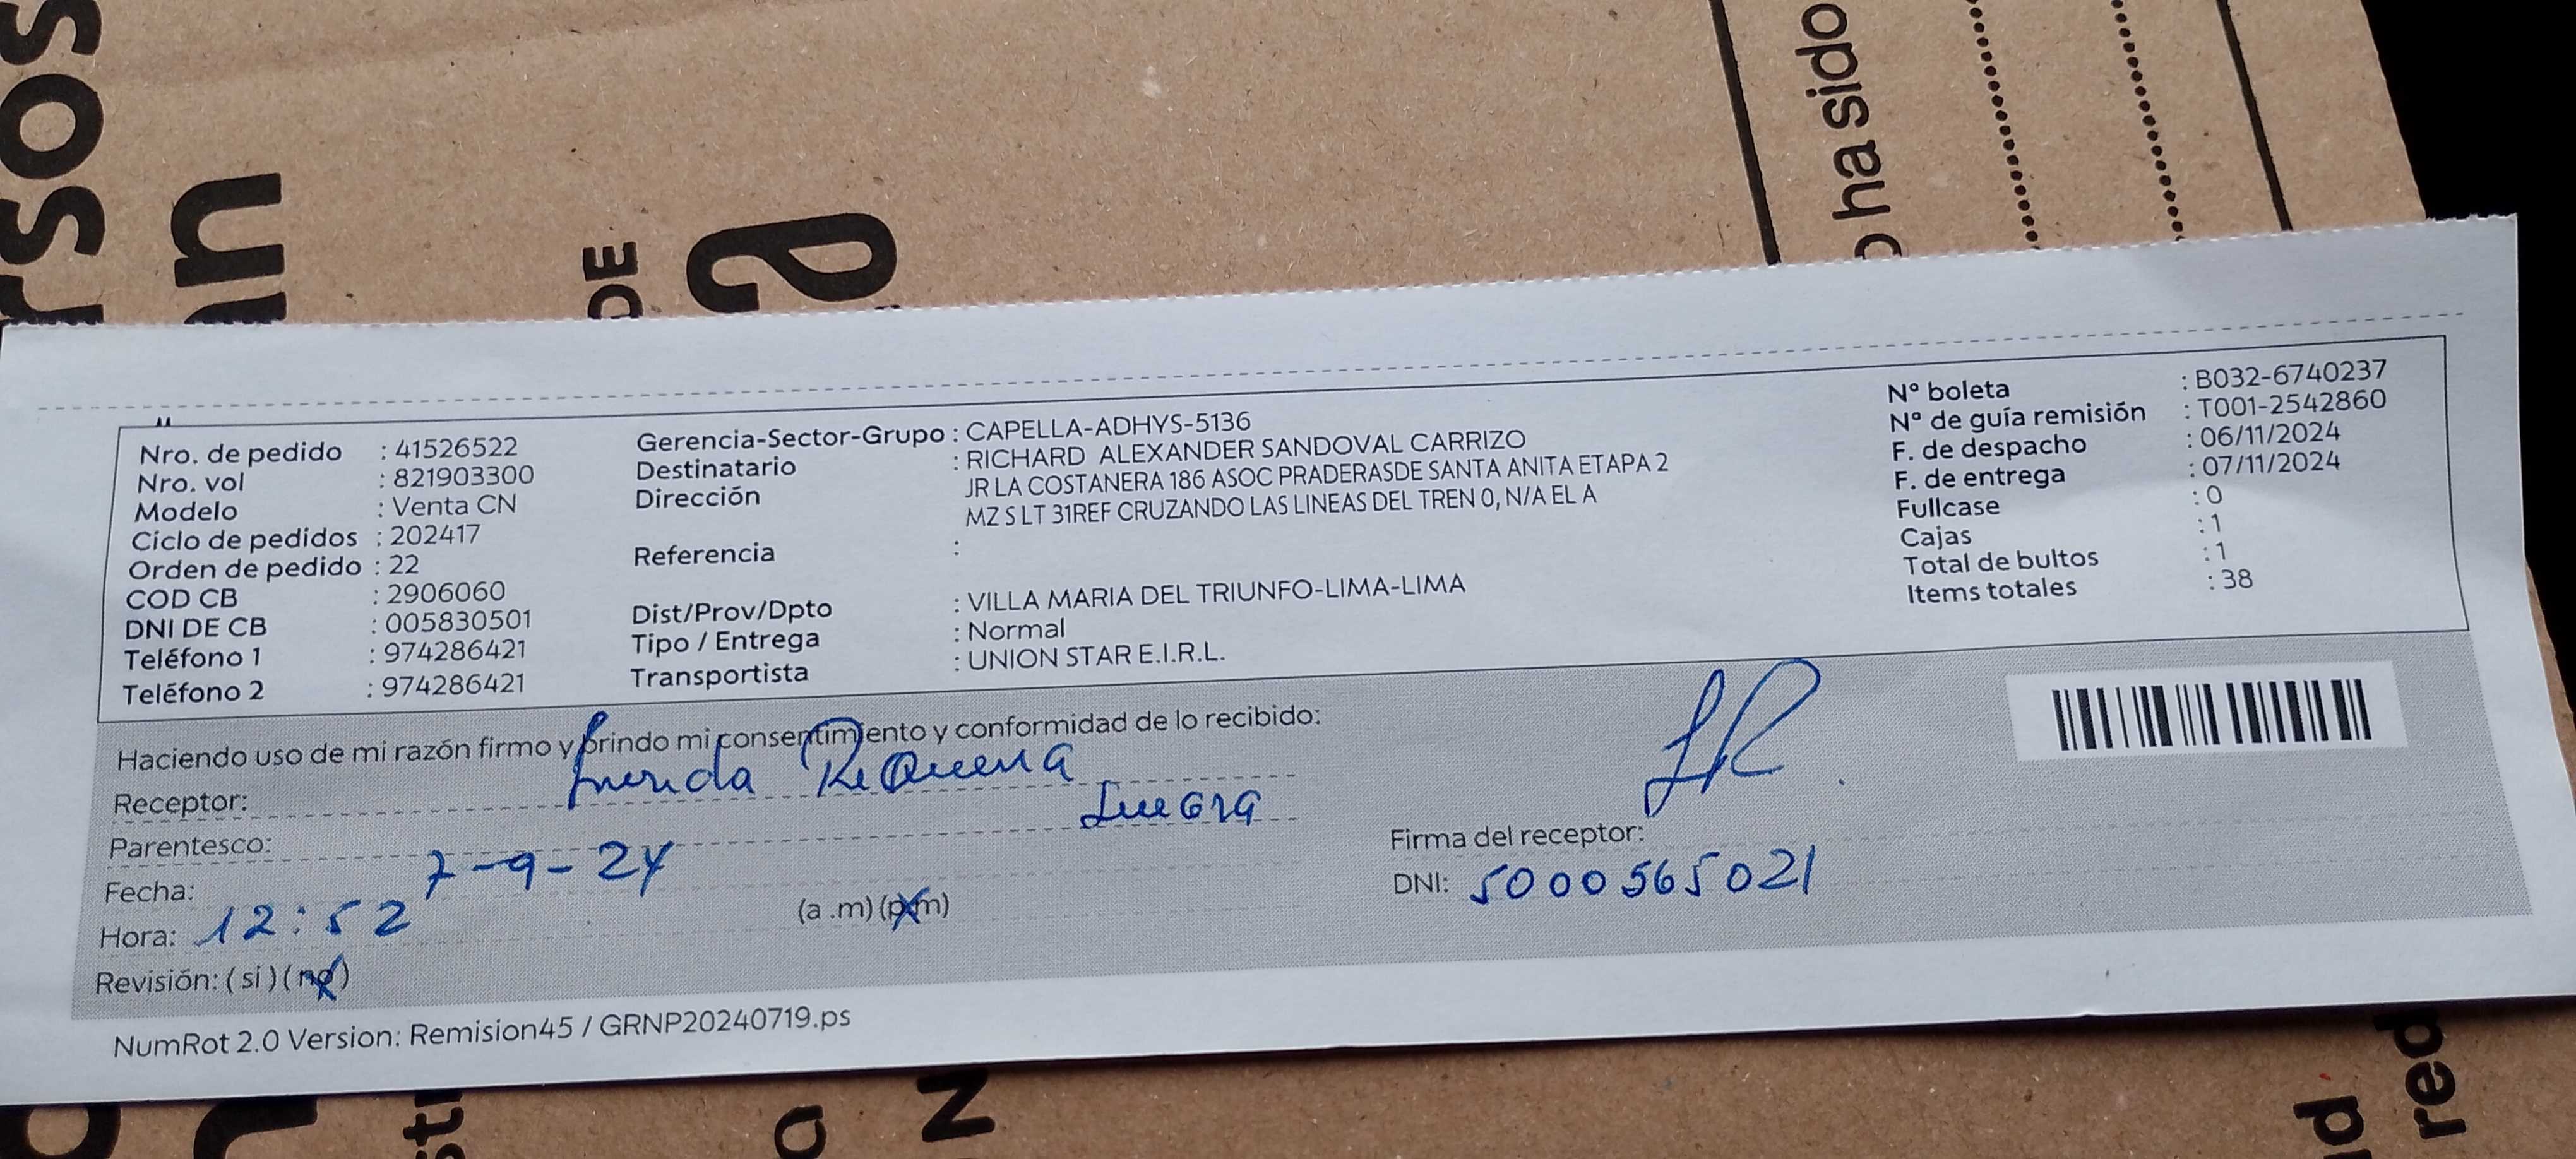 Nro. de pedido : 41526522
Nro. vol : 821903300
Modelo : Venta CN
Ciclo de pedidos : 202417
Orden de pedido : 22
COD CB : 2906060
DNI DE CB : 005830501
Teléfono 1 : 974286421
Teléfono 2 : 974286421
Gerencia-Sector-Grupo : CAPELLA-ADHYS-5136
Destinatario : RICHARD ALEXANDER SANDOVAL CARRIZO
Dirección JR LA COSTANERA 186 ASOC PRADERASDE SANTA ANITA ETAPA 2
MZ S LT 31REF CRUZANDO LAS LINEAS DEL TREN 0, N/A EL A
Referencia :
Dist/Prov/Dpto : VILLA MARIA DEL TRIUNFO-LIMA-LIMA
Tipo / Entrega : Normal
Transportista : UNION STAR E.I.R.L.
N° boleta : B032-6740237
N° de guía remisión : T001-2542860
F. de despacho : 06/11/2024
F. de entrega : 07/11/2024
Fullcase : 0
Cajas : 1
Total de bultos : 1
Items totales : 38
Haciendo uso de mi razón firmo y brindo mi consentimiento y conformidad de lo recibido:
Receptor: ReQuena
Parentesco: Suegra
Fecha: 7-9-24
Hora: 12:52 (a .m) (p.m)
Revisión: ( si ) ( no )
Firma del receptor:
DNI: 5000565021
NumRot 2.0 Version: Remision45 / GRNP20240719.ps
DE
ha sido
red